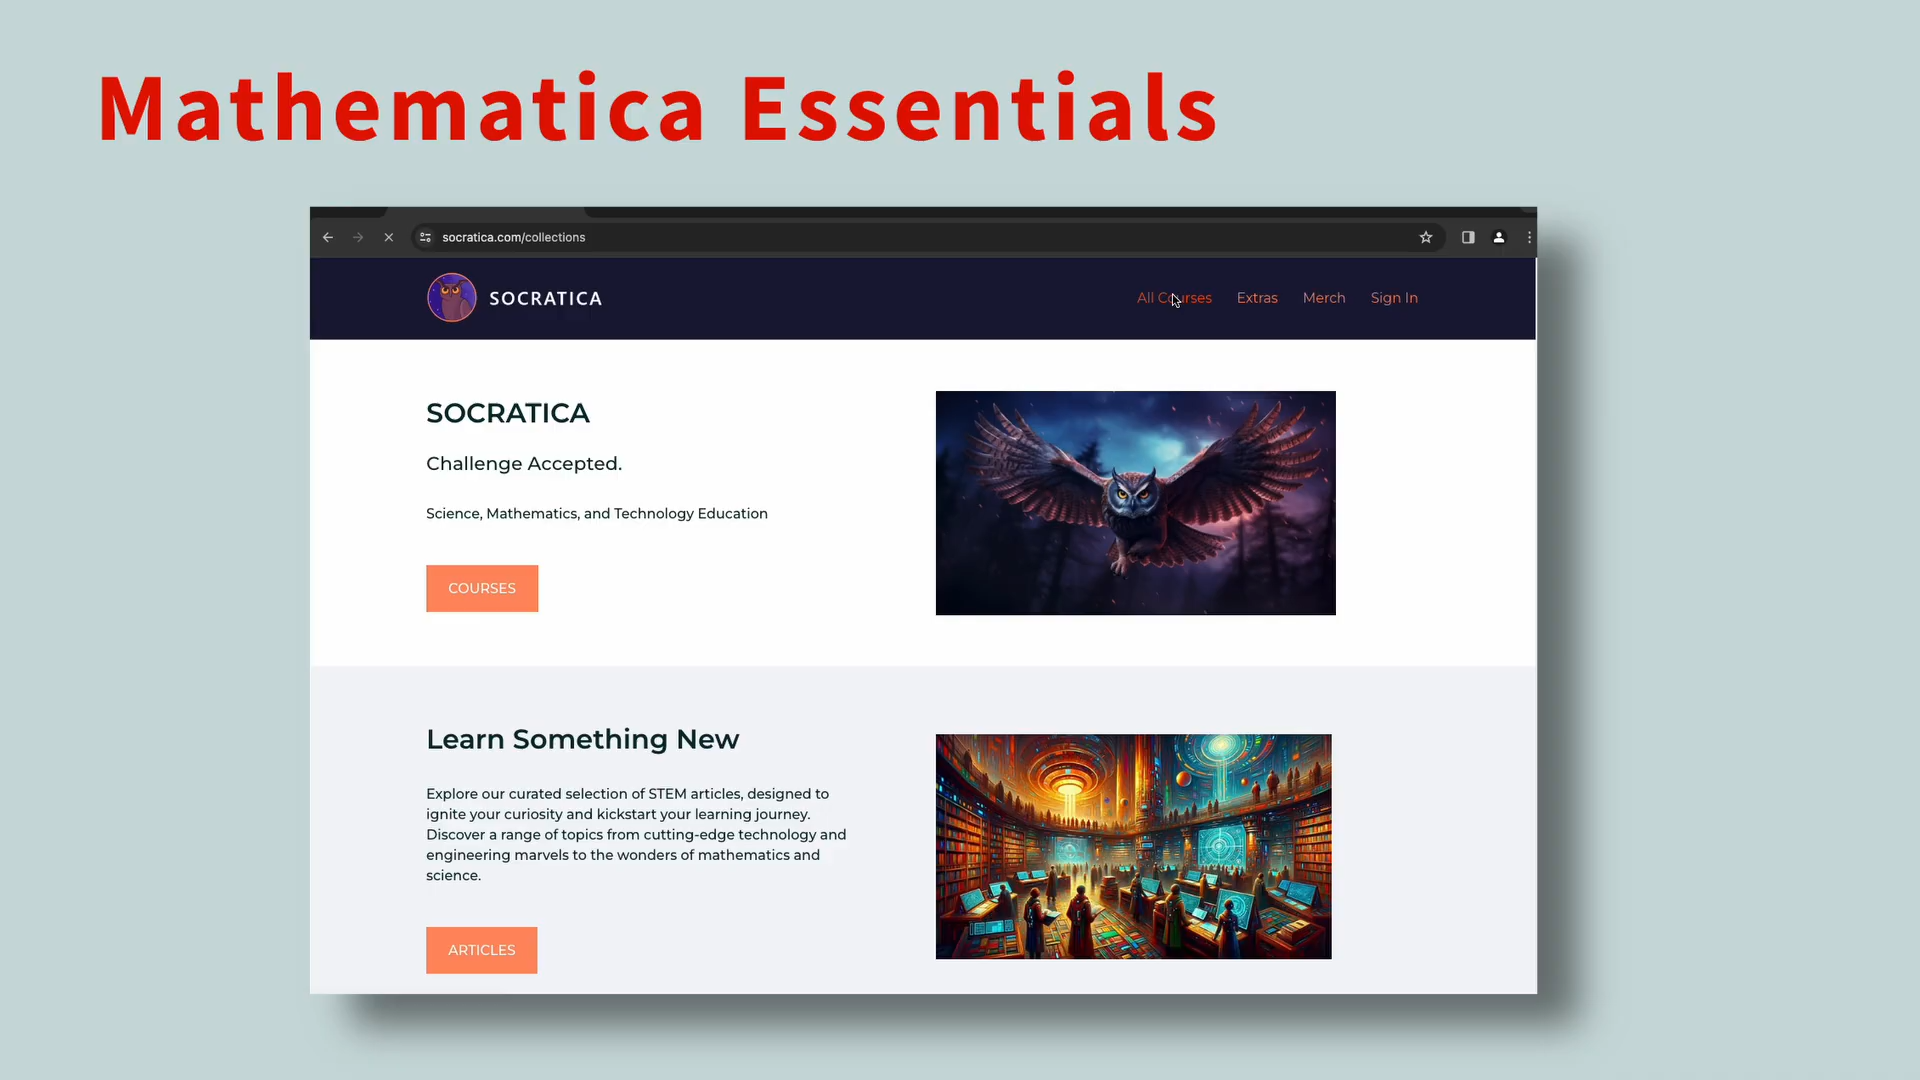 Mathematica Essentials
socratica.com/collections
SOCRATICA
All Courses
Extras
Merch
Sign In
SOCRATICA
Challenge Accepted.
Science, Mathematics, and Technology Education
COURSES
Learn Something New
Explore our curated selection of STEM articles, designed to
ignite your curiosity and kickstart your learning journey.
Discover a range of topics from cutting-edge technology and
engineering marvels to the wonders of mathematics and
science.
ARTICLES